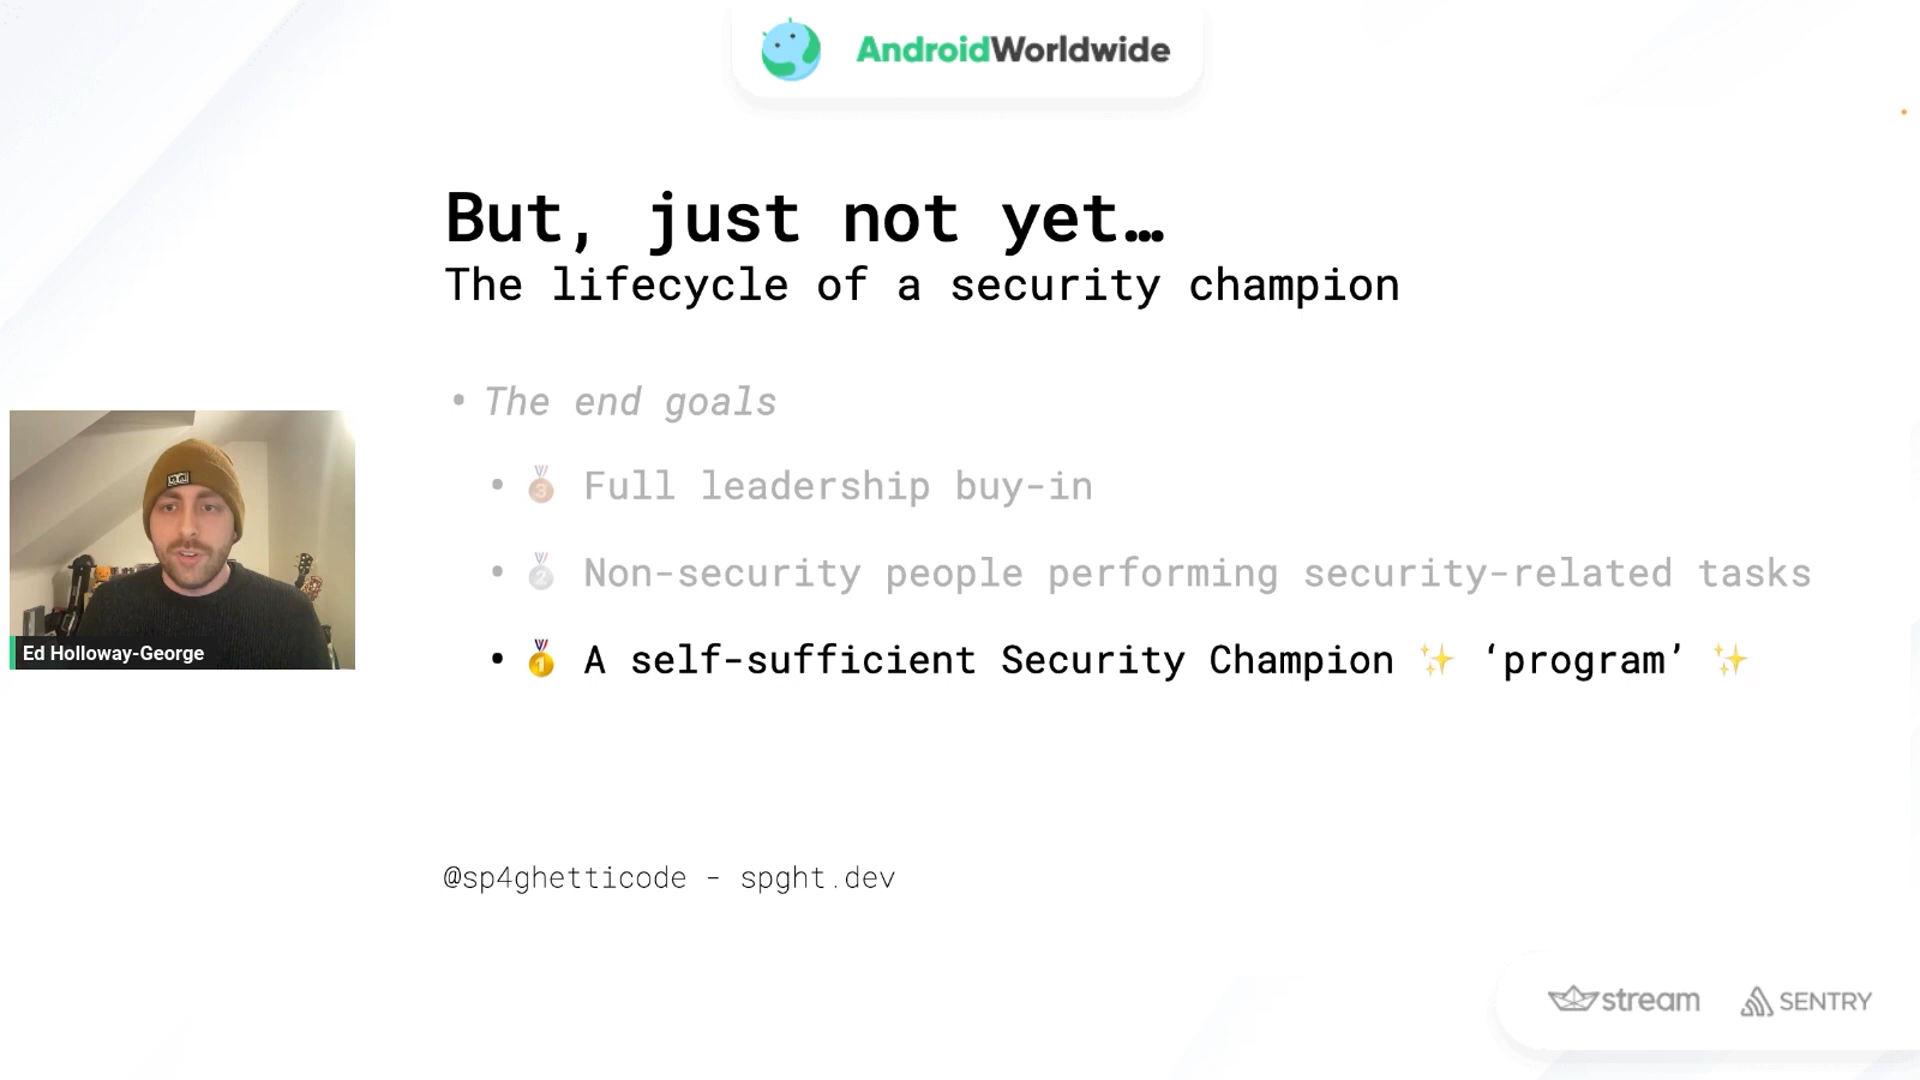 AndroidWorldwide
But, just not yet…
The lifecycle of a security champion
• The end goals
• 🥉 Full leadership buy-in
• 🥈 Non-security people performing security-related tasks
• 🥇 A self-sufficient Security Champion ✨ ‘program’ ✨
Ed Holloway-George
@sp4ghetticode - spght.dev
stream SENTRY